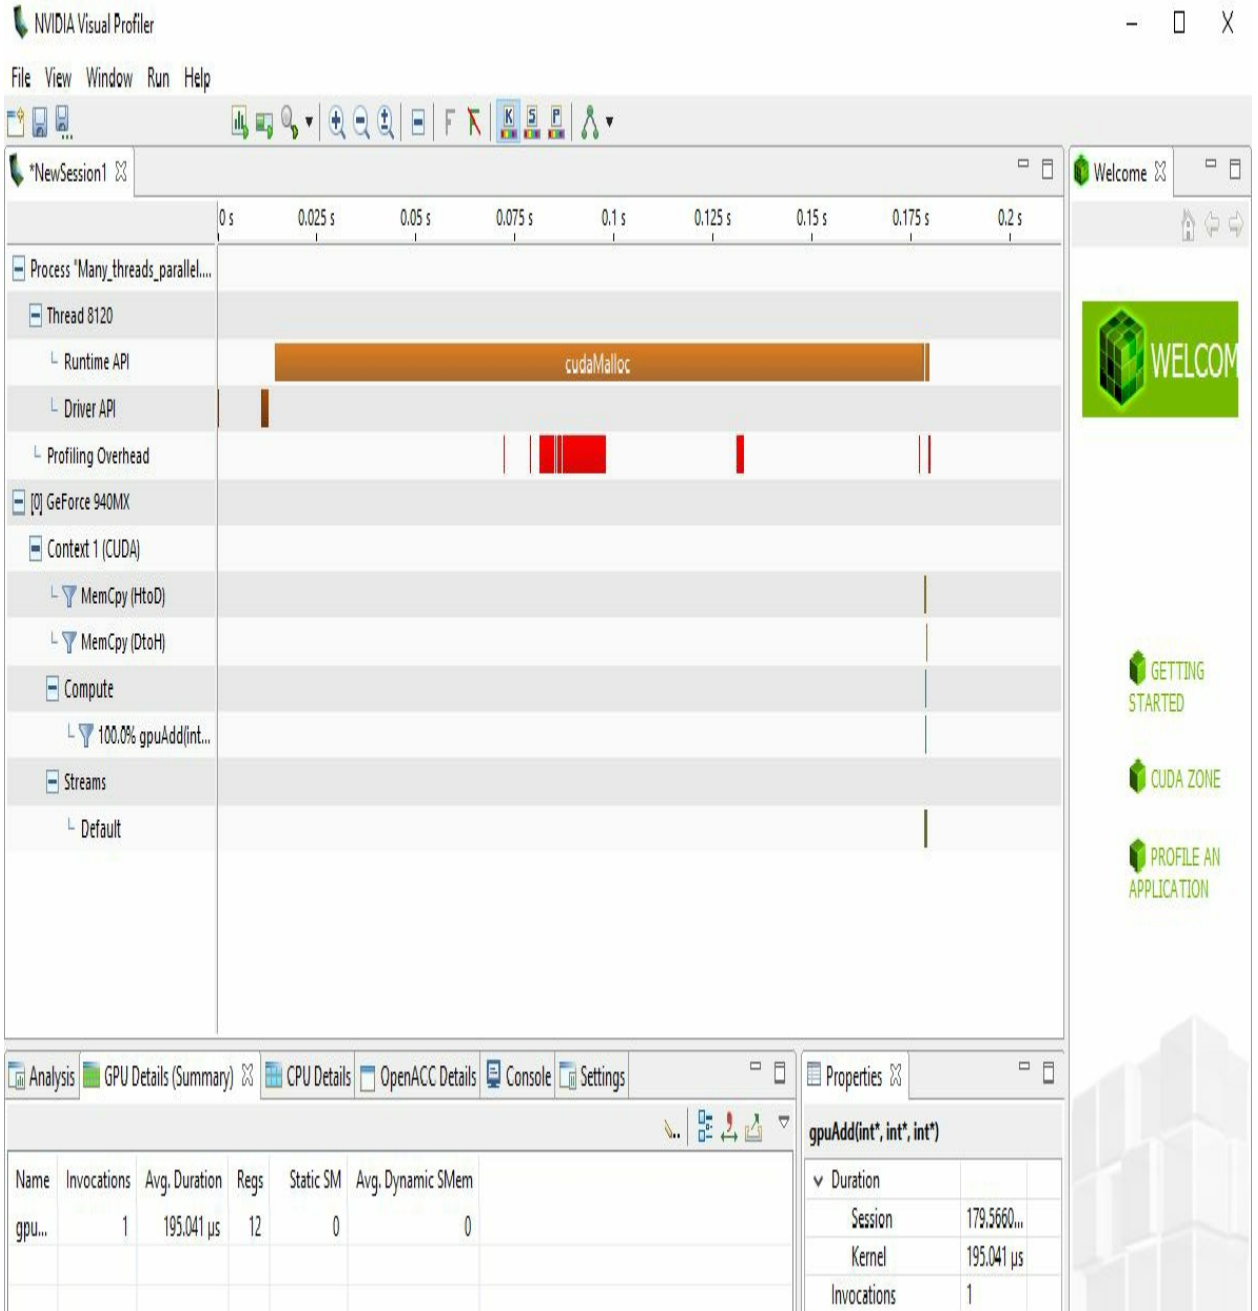 NVIDIA Visual Profiler
File View Window Run Help
K S P
*NewSession1
Welcome
0 s 0.025 s 0.05 s 0.075 s 0.1 s 0.125 s 0.15 s 0.175 s 0.2 s
Process "Many_threads_parallel....
Thread 8120
Runtime API
cudaMalloc
Driver API
Profiling Overhead
[0] GeForce 940MX
Context 1 (CUDA)
MemCpy (HtoD)
MemCpy (DtoH)
Compute
100.0% gpuAdd(int...
Streams
Default
WELCOM
GETTING
STARTED
CUDA ZONE
PROFILE AN
APPLICATION
Analysis GPU Details (Summary) CPU Details OpenACC Details Console Settings
Name Invocations Avg. Duration Regs Static SM Avg. Dynamic SMem
gpu... 1 195.041 µs 12 0 0
Properties
gpuAdd(int*, int*, int*)
Duration
Session 179.5660...
Kernel 195.041 µs
Invocations 1